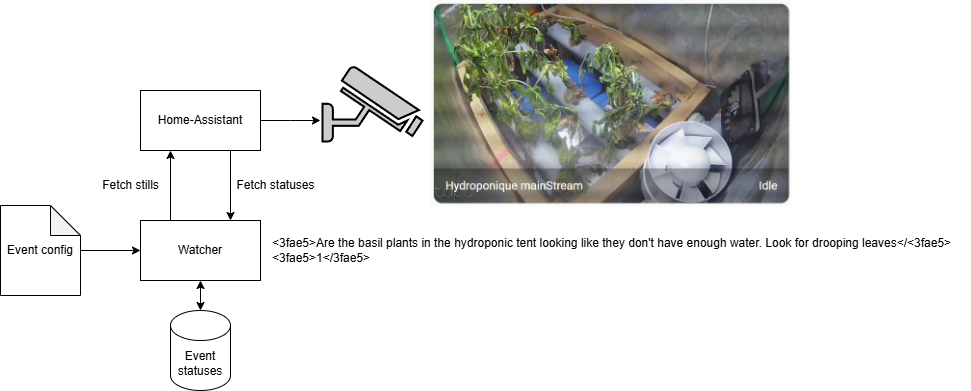 Home-Assistant
Hydroponique mainStream
Idle
Fetch stills
Fetch statuses
Event config
Watcher
<3fae5>Are the basil plants in the hydroponic tent looking like they don't have enough water. Look for drooping leaves</<3fae5>
<3fae5>1</3fae5>
Event
statuses